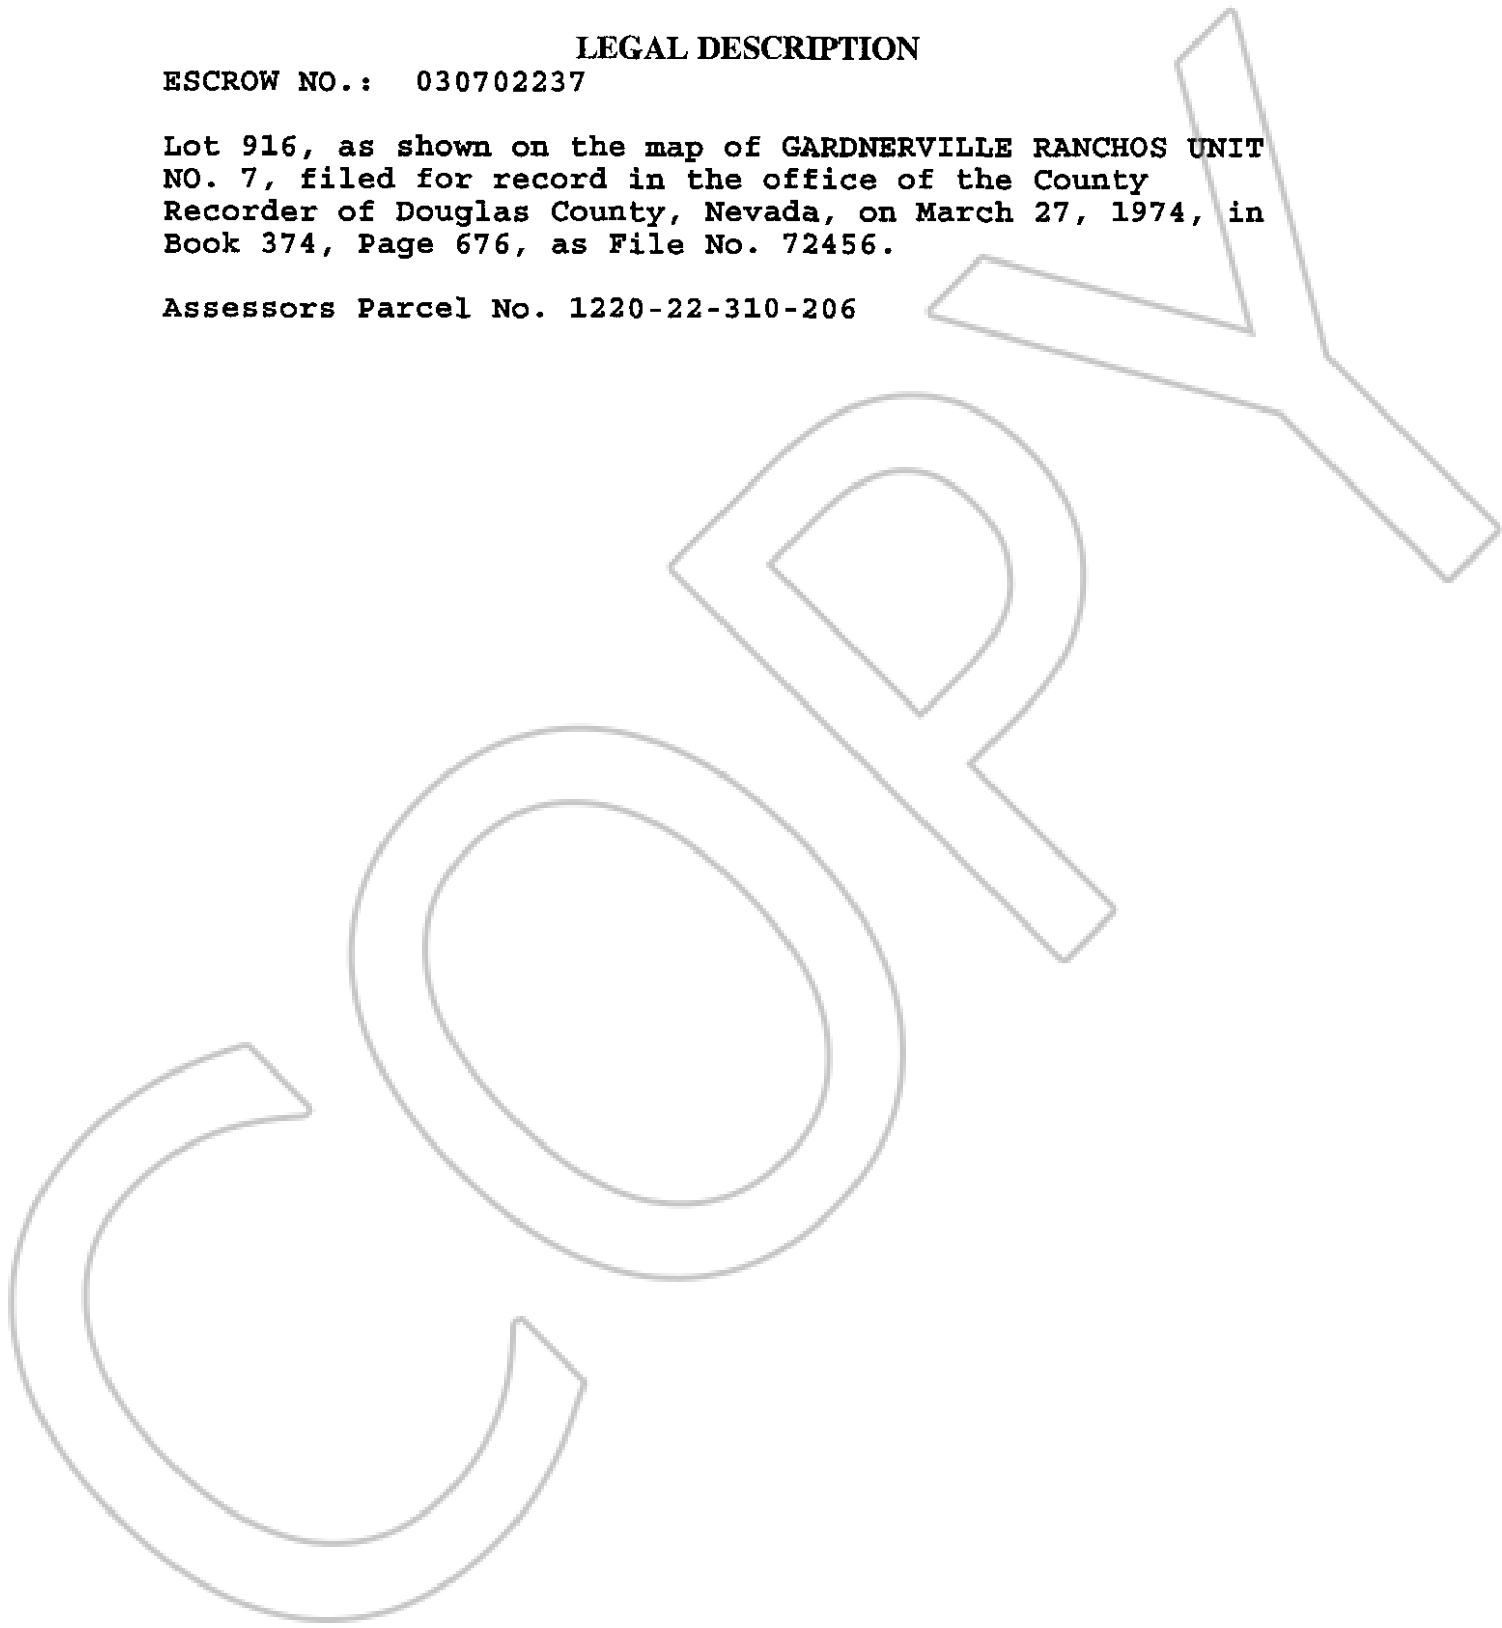 LEGAL DESCRIPTION
ESCROW NO.: 030702237
Lot 916, as shown on the map of GARDNERVILLE RANCHOS UNIT
NO. 7, filed for record in the office of the County
Recorder of Douglas County, Nevada, on March 27, 1974, in
Book 374, Page 676, as File No. 72456.
Assessors Parcel No. 1220-22-310-206
COPY